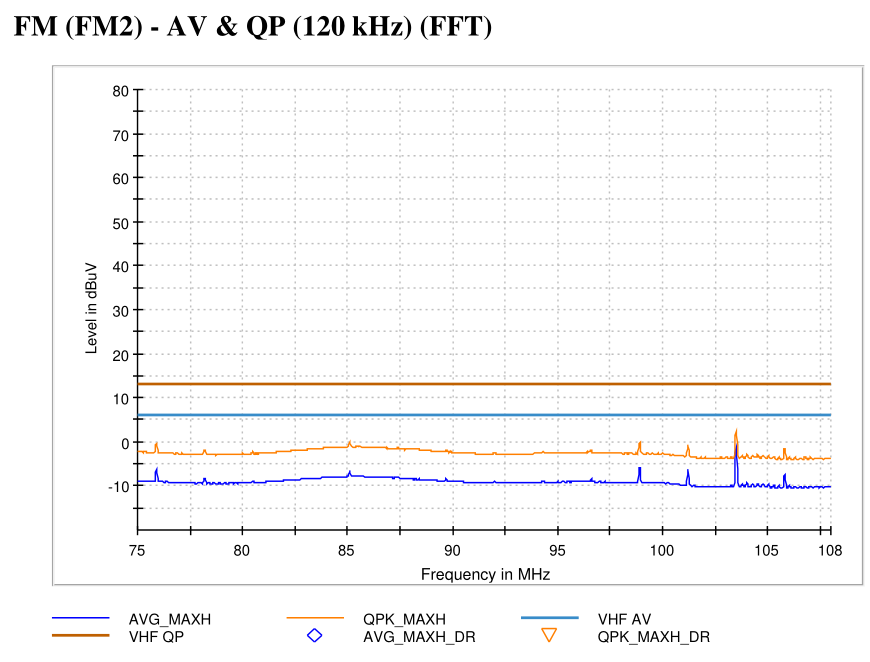 FM (FM2) - AV & QP (120 kHz) (FFT)
80
70
60
50
40
30
20
10
0
-10
Level in dBuV
75 80 85 90 95 100 105 108
Frequency in MHz
AVG_MAXH QPK_MAXH VHF AV
VHF QP AVG_MAXH_DR QPK_MAXH_DR